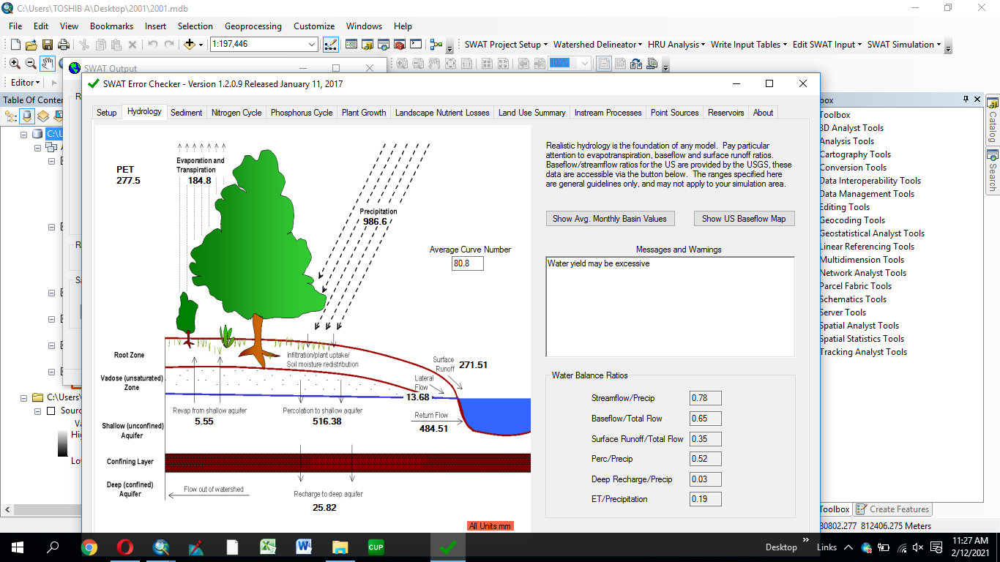 C:\Users\TOSHIB A\Desktop\2001\2001.mdb
File Edit View Bookmarks Insert Selection Geoprocessing Customize Windows Help
1:197,446
SWAT Project Setup Watershed Delineator HRU Analysis Write Input Tables Edit SWAT Input SWAT Simulation
100%
Editor
SWAT Output
Table Of Conter
SWAT Error Checker - Version 1.2.0.9 Released January 11, 2017
Setup Hydrology Sediment Nitrogen Cycle Phosphorus Cycle Plant Growth Landscape Nutrient Losses Land Use Summary Instream Processes Point Sources Reservoirs About
PET
277.5
Evaporation and
Transpiration
184.8
Precipitation
986.6
Average Curve Number
80.8
Root Zone
Infiltration/plant uptake/
Soil moisture redistribution
Surface
Runoff
271.51
Vadose (unsaturated)
Zone
Lateral
Flow
13.68
Revap from shallow aquifer
5.55
Percolation to shallow aquifer
516.38
Return Flow
484.51
Shallow (unconfined)
Aquifer
Confining Layer
Deep (confined)
Aquifer
Flow out of watershed
Recharge to deep aquifer
25.82
All Units mm
Realistic hydrology is the foundation of any model. Pay particular
attention to evapotranspiration, baseflow and surface runoff ratios.
Baseflow/streamflow ratios for the US are provided by the USGS, these
data are accessible via the button below. The ranges specified here
are general guidelines only, and may not apply to your simulation area.
Show Avg. Monthly Basin Values
Show US Baseflow Map
Messages and Warnings
Water yield may be excessive
Water Balance Ratios
Streamflow/Precip 0.78
Baseflow/Total Flow 0.65
Surface Runoff/Total Flow 0.35
Perc/Precip 0.52
Deep Recharge/Precip 0.03
ET/Precipitation 0.19
C:\U
C:\Users\
Sourc
Va
Hig
Lov
box
Toolbox
3D Analyst Tools
Analysis Tools
Cartography Tools
Conversion Tools
Data Interoperability Tools
Data Management Tools
Editing Tools
Geocoding Tools
Geostatistical Analyst Tools
Linear Referencing Tools
Multidimension Tools
Network Analyst Tools
Parcel Fabric Tools
Schematics Tools
Server Tools
Spatial Analyst Tools
Spatial Statistics Tools
Tracking Analyst Tools
Catalog
Search
Toolbox Create Features
30802.277 812406.275 Meters
CUP
Desktop
Links
11:27 AM
2/12/2021